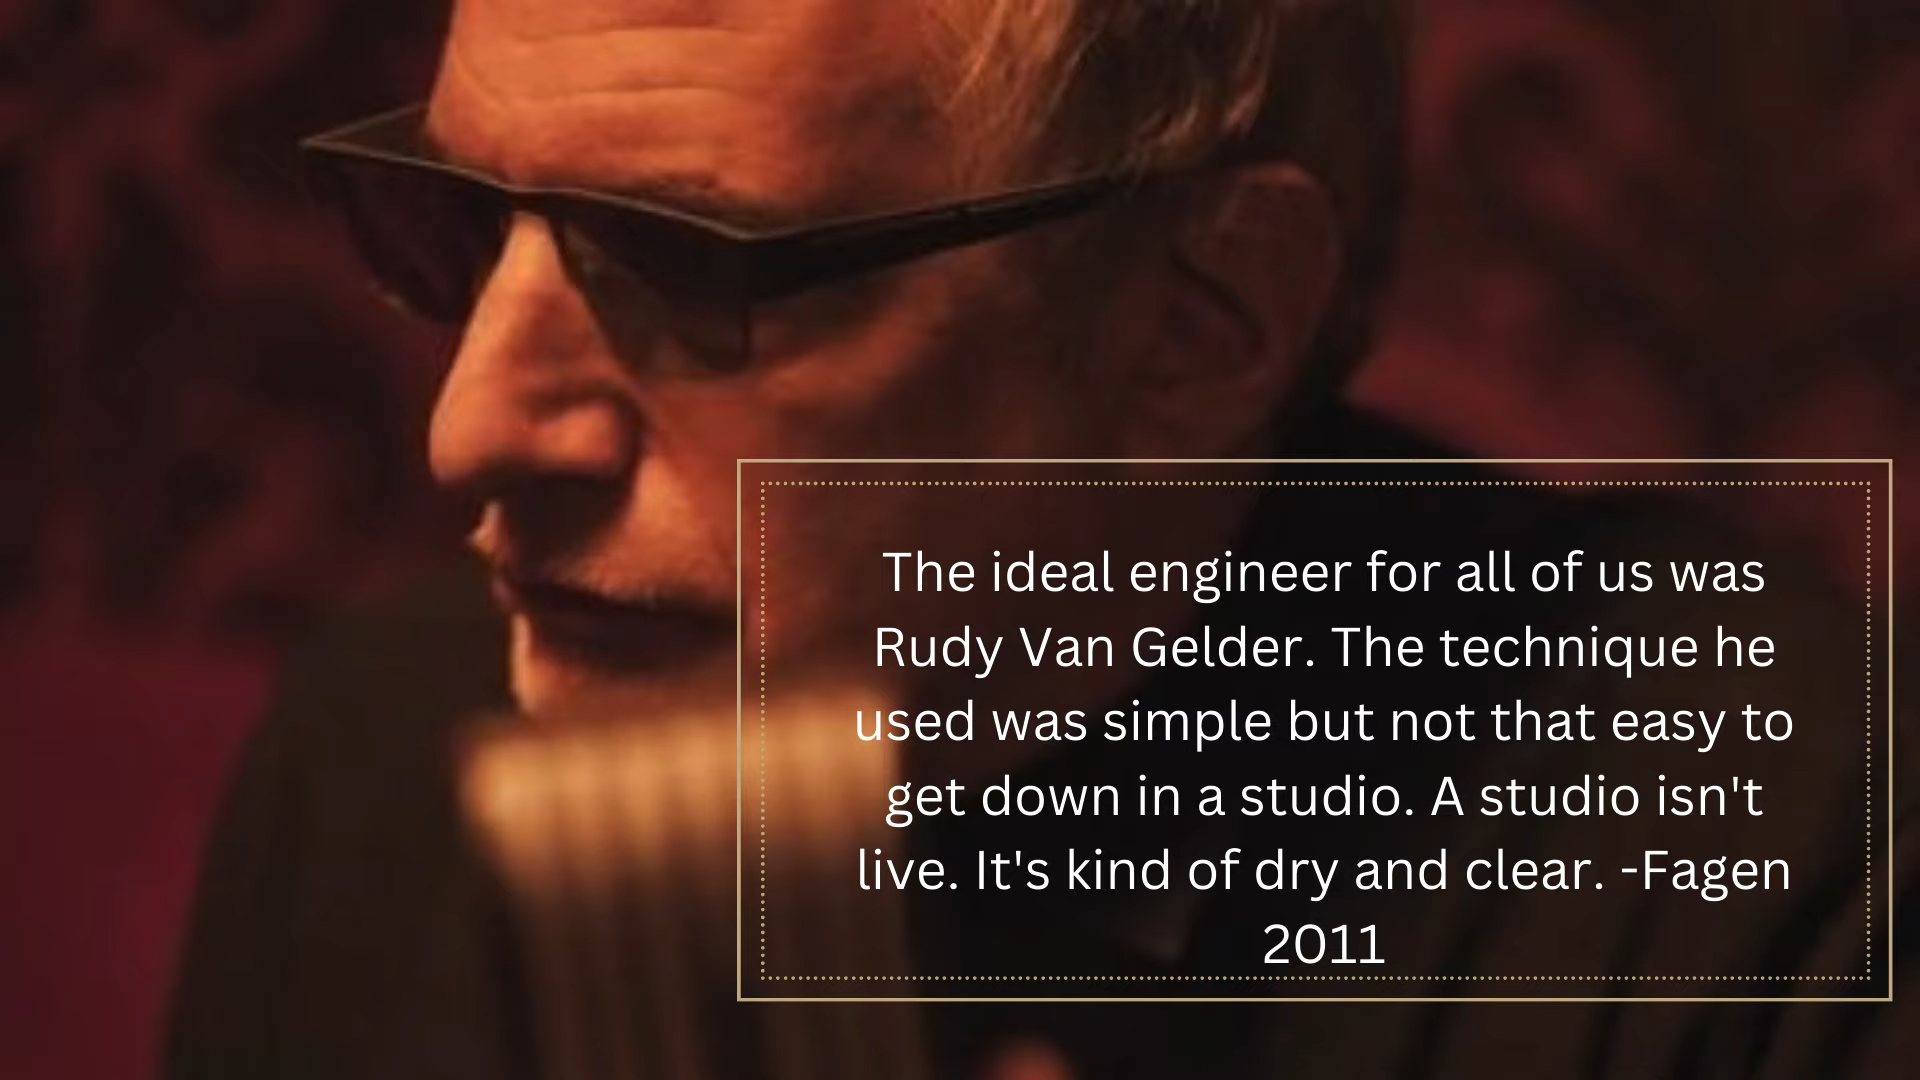 The ideal engineer for all of us was
Rudy Van Gelder. The technique he
used was simple but not that easy to
get down in a studio. A studio isn't
live. It's kind of dry and clear. -Fagen
2011